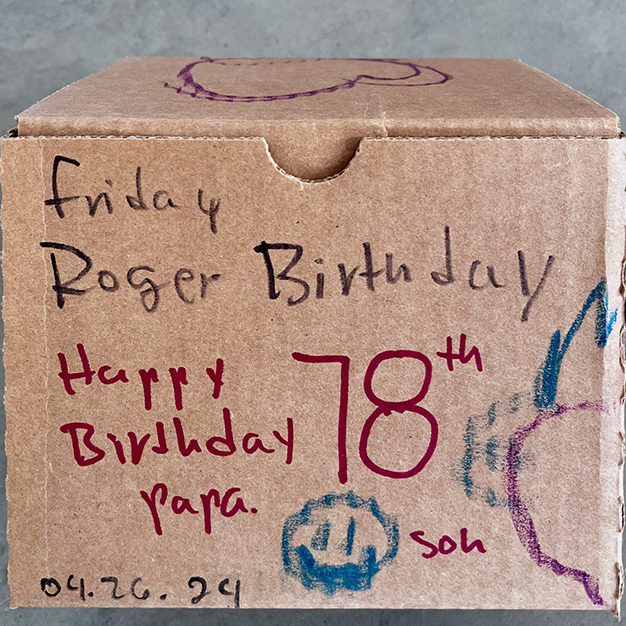 Friday
Roger Birthday
Happy 78th
Birthday
papa.
son
04.26.24